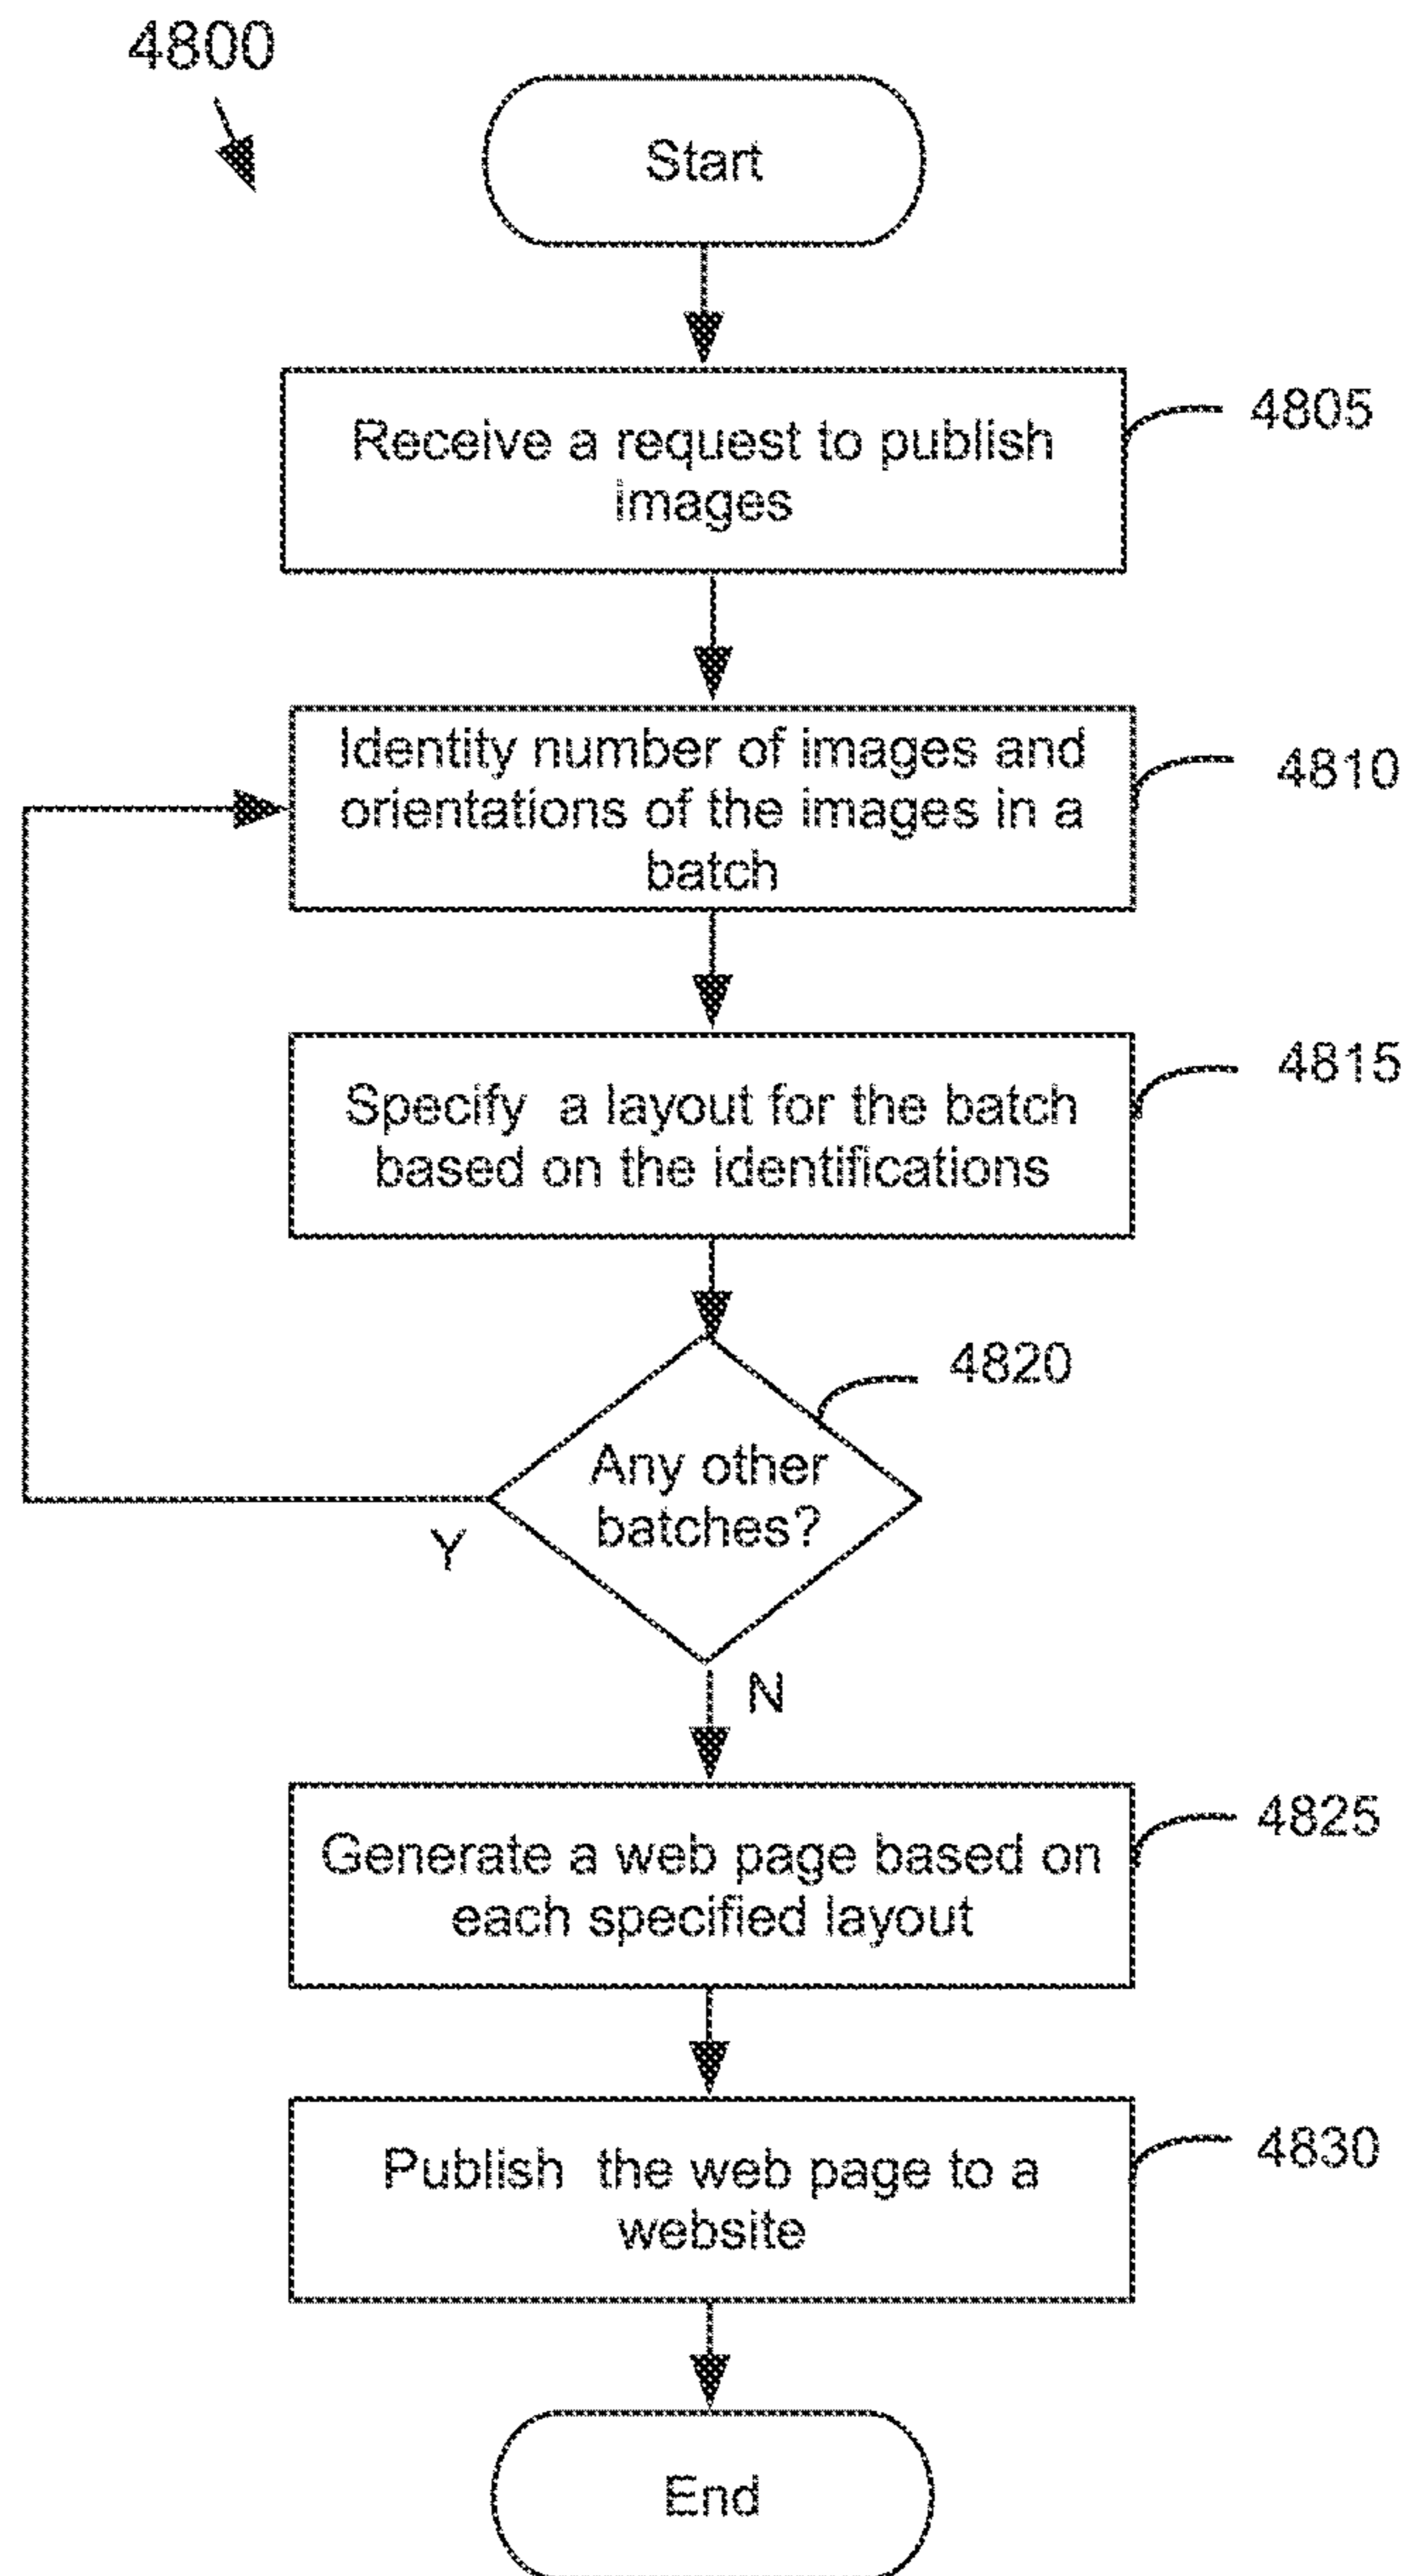 4800
Start
Receive a request to publish
images
4805
Identity number of images and
orientations of the images in a
batch
4810
Specify a layout for the batch
based on the identifications
4815
Any other
batches?
4820
Y
N
Generate a web page based on
each specified layout
4825
Publish the web page to a
website
4830
End